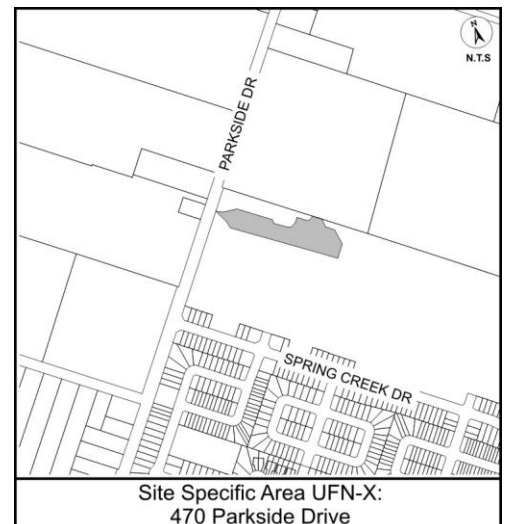 N
N.T.S
PARKSIDE DR
SPRING CREEK DR
Site Specific Area UFN-X:
470 Parkside Drive